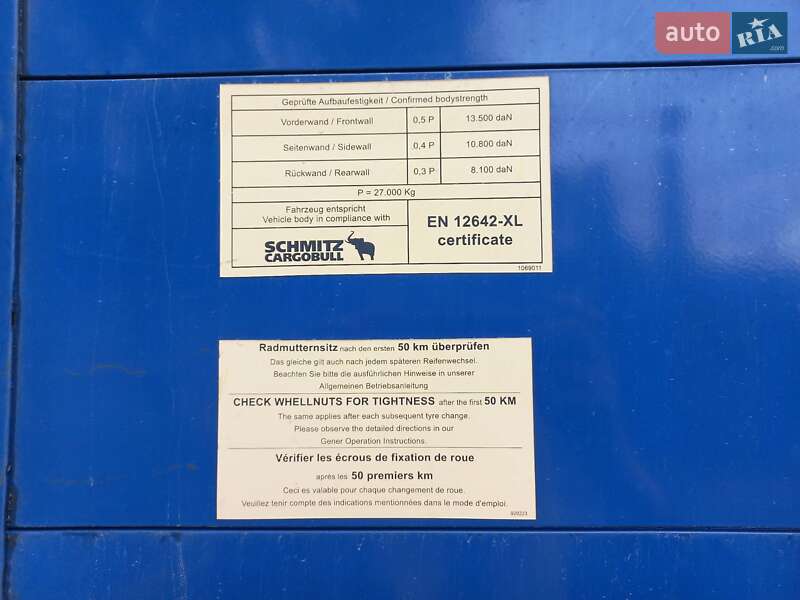 auto RIA .com
Geprüfte Aufbaufestigkeit / Confirmed bodystrength
Vorderwand / Frontwall 0,5 P 13.500 daN
Seitenwand / Sidewall 0,4 P 10.800 daN
Rückwand / Rearwall 0,3 P 8.100 daN
P = 27.000 Kg
Fahrzeug entspricht
Vehicle body in compliance with
SCHMITZ
CARGOBULL
EN 12642-XL
certificate
1069011
Radmutternsitz nach den ersten 50 km überprüfen
Das gleiche gilt auch nach jedem späteren Reifenwechsel.
Beachten Sie bitte die ausführlichen Hinweise in unserer
Allgemeinen Betriebsanleitung
CHECK WHELLNUTS FOR TIGHTNESS after the first 50 KM
The same applies after each subsequent tyre change.
Please observe the detailed directions in our
Gener Operation Instructions.
Vérifier les écrous de fixation de roue
après les 50 premiers km
Ceci es valable pour chaque changement de roue.
Veuillez tenir compte des indications mentionnées dans le mode d'emploi.